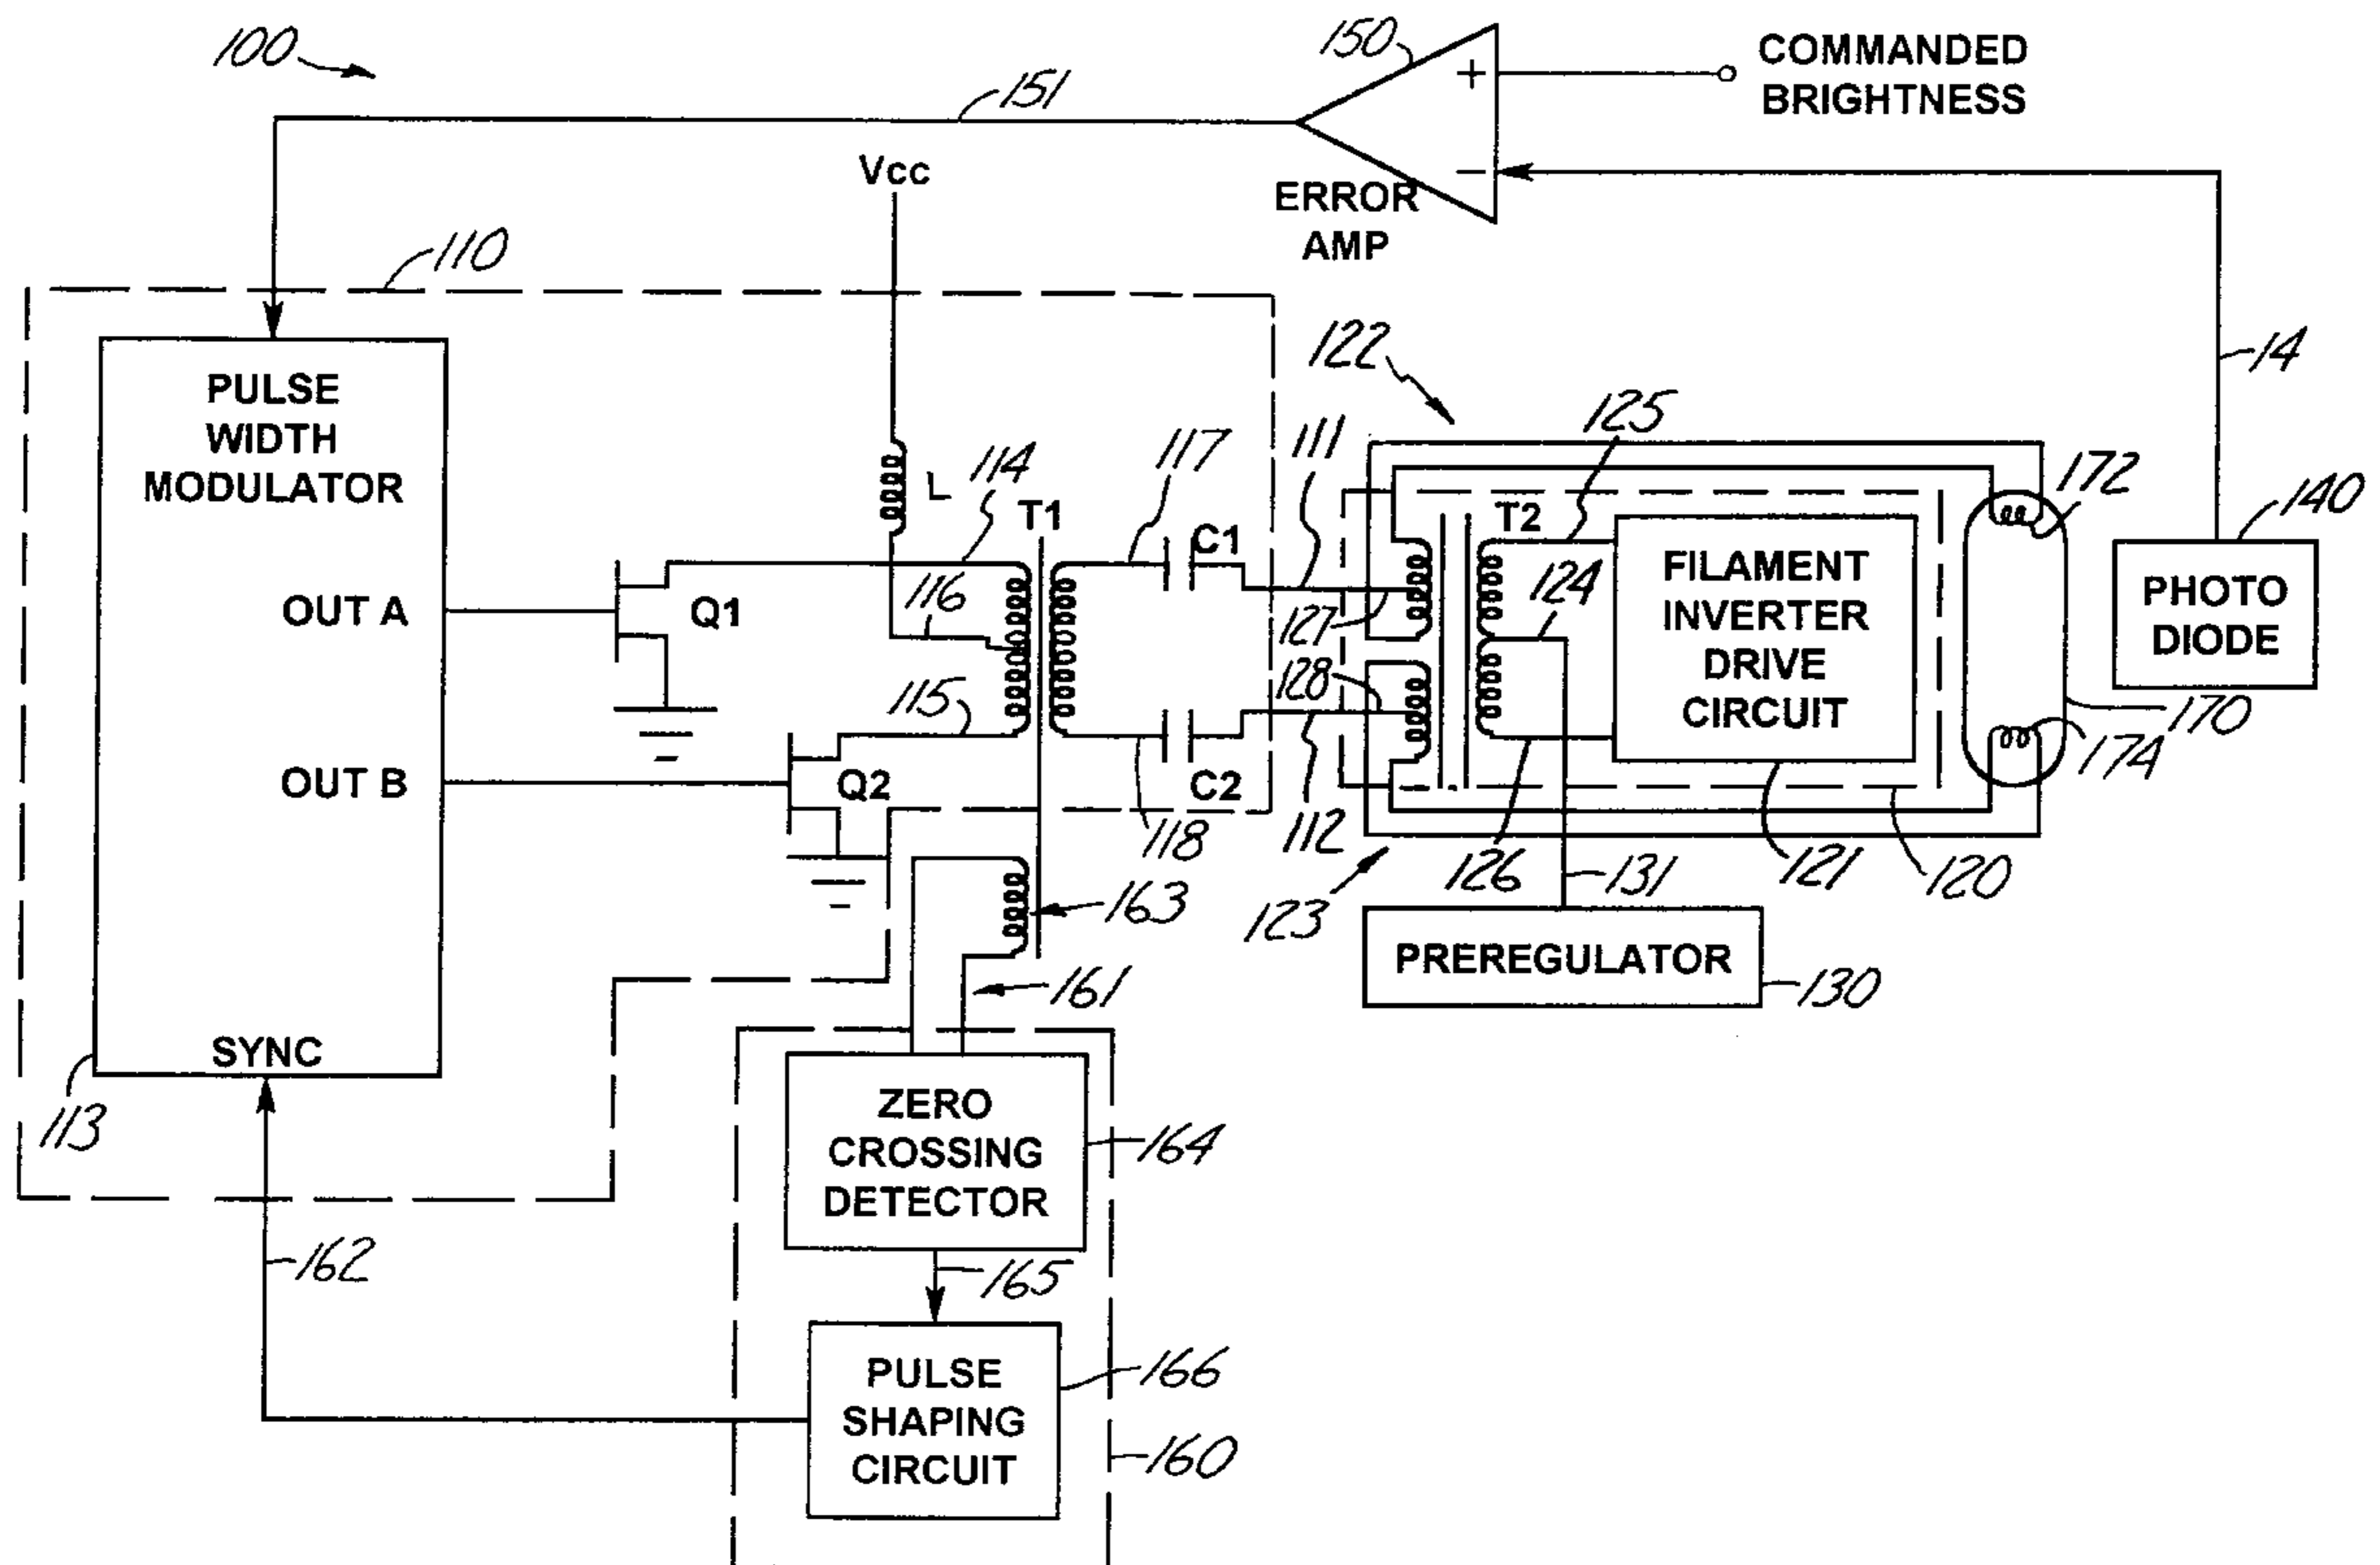 100
151
150
+
−
COMMANDED
BRIGHTNESS
ERROR
AMP
Vcc
110
14
PULSE
WIDTH
MODULATOR
OUT A
OUT B
SYNC
113
Q1
Q2
L
114
116
115
T1
117
C1
118
C2
111
112
122
123
127
128
T2
125
124
126
FILAMENT
INVERTER
DRIVE
CIRCUIT
121
120
172
174
170
140
PHOTO
DIODE
131
PREREGULATOR
130
163
161
ZERO
CROSSING
DETECTOR
164
165
162
PULSE
SHAPING
CIRCUIT
166
160